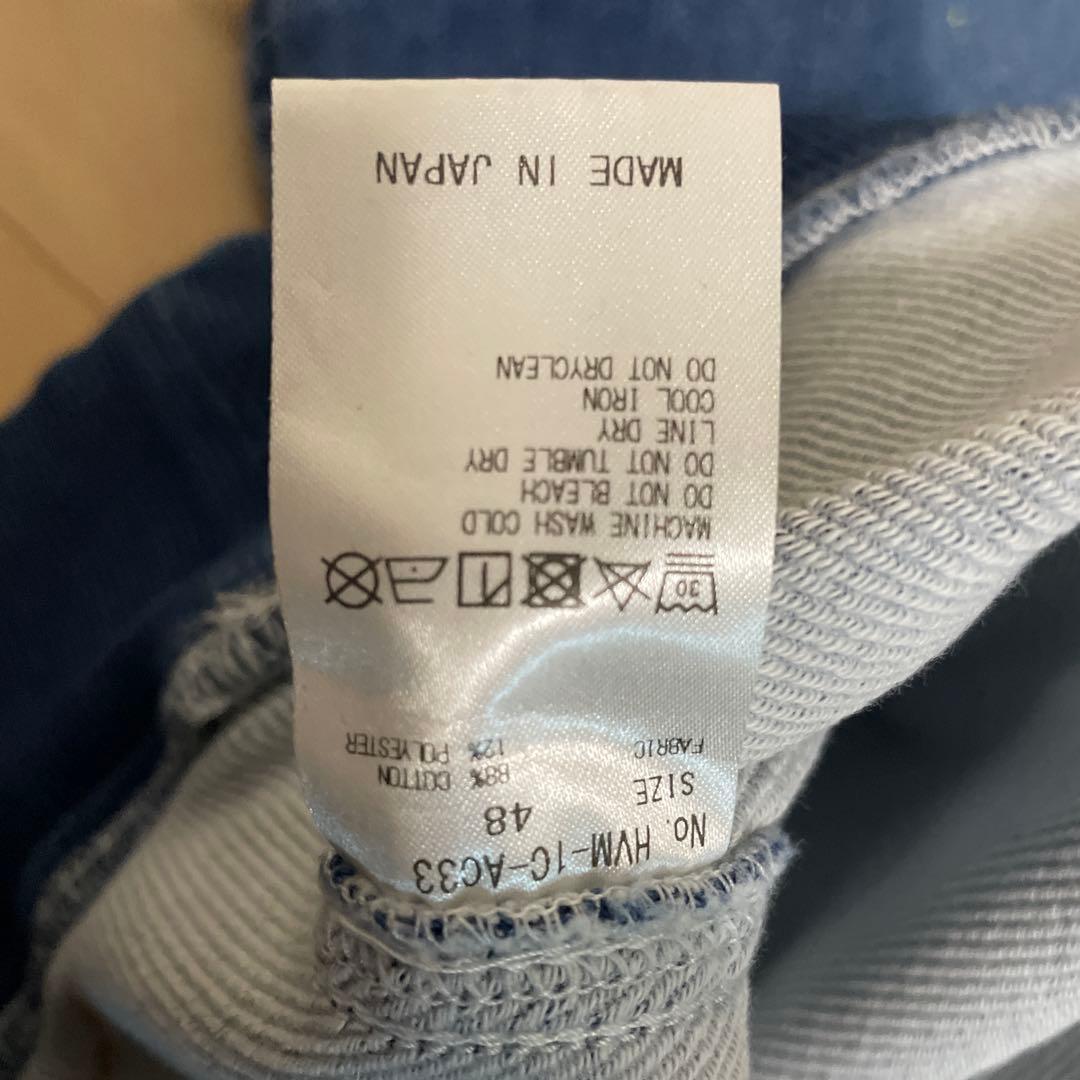 No. HVM-1C-AC33
SIZE 48
FABRIC 88% COTTON
12% POLYESTER
30
MACHINE WASH COLD
DO NOT BLEACH
DO NOT TUMBLE DRY
LINE DRY
COOL IRON
DO NOT DRYCLEAN
MADE IN JAPAN